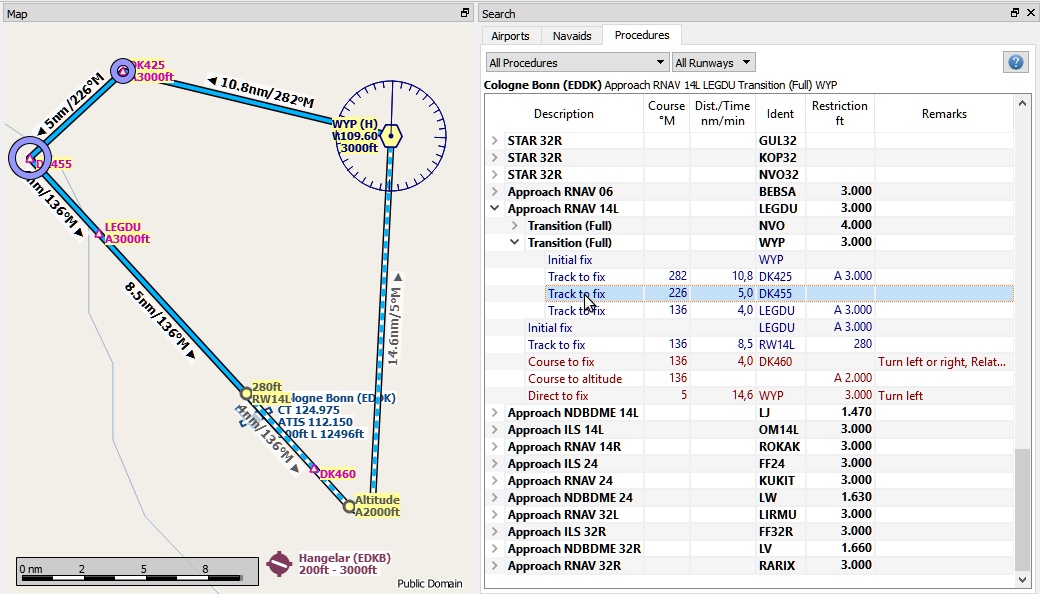 Map
DK425
A3000ft
10.8nm/282°M
5nm/226°M
WYP (H)
109.60
3000ft
DK455
nm/136°M
LEGDU
A3000ft
8.5nm/136°M
14.6nm/5°M
280ft
RW14L
ologne Bonn (EDDK)
CT 124.975
ATIS 112.150
00ft L 12496ft
4nm/136°M
DK460
Altitude
A2000ft
Hangelar (EDKB)
200ft - 3000ft
0 nm 2 5 8
Public Domain
Search
Airports Navaids Procedures
All Procedures All Runways ?
Cologne Bonn (EDDK) Approach RNAV 14L LEGDU Transition (Full) WYP
Description Course °M Dist./Time nm/min Ident Restriction ft Remarks
STAR 32R GUL32
STAR 32R KOP32
STAR 32R NVO32
Approach RNAV 06 BEBSA 3.000
Approach RNAV 14L LEGDU 3.000
Transition (Full) NVO 4.000
Transition (Full) WYP 3.000
Initial fix WYP
Track to fix 282 10,8 DK425 A 3.000
Track to fix 226 5,0 DK455
Track to fix 136 4,0 LEGDU A 3.000
Initial fix LEGDU A 3.000
Track to fix 136 8,5 RW14L 280
Course to fix 136 4,0 DK460 Turn left or right, Relat...
Course to altitude 136 A 2.000
Direct to fix 5 14,6 WYP 3.000 Turn left
Approach NDBDME 14L LJ 1.470
Approach ILS 14L OM14L 3.000
Approach RNAV 14R ROKAK 3.000
Approach ILS 24 FF24 3.000
Approach RNAV 24 KUKIT 3.000
Approach NDBDME 24 LW 1.630
Approach RNAV 32L LIRMU 3.000
Approach ILS 32R FF32R 3.000
Approach NDBDME 32R LV 1.660
Approach RNAV 32R RARIX 3.000